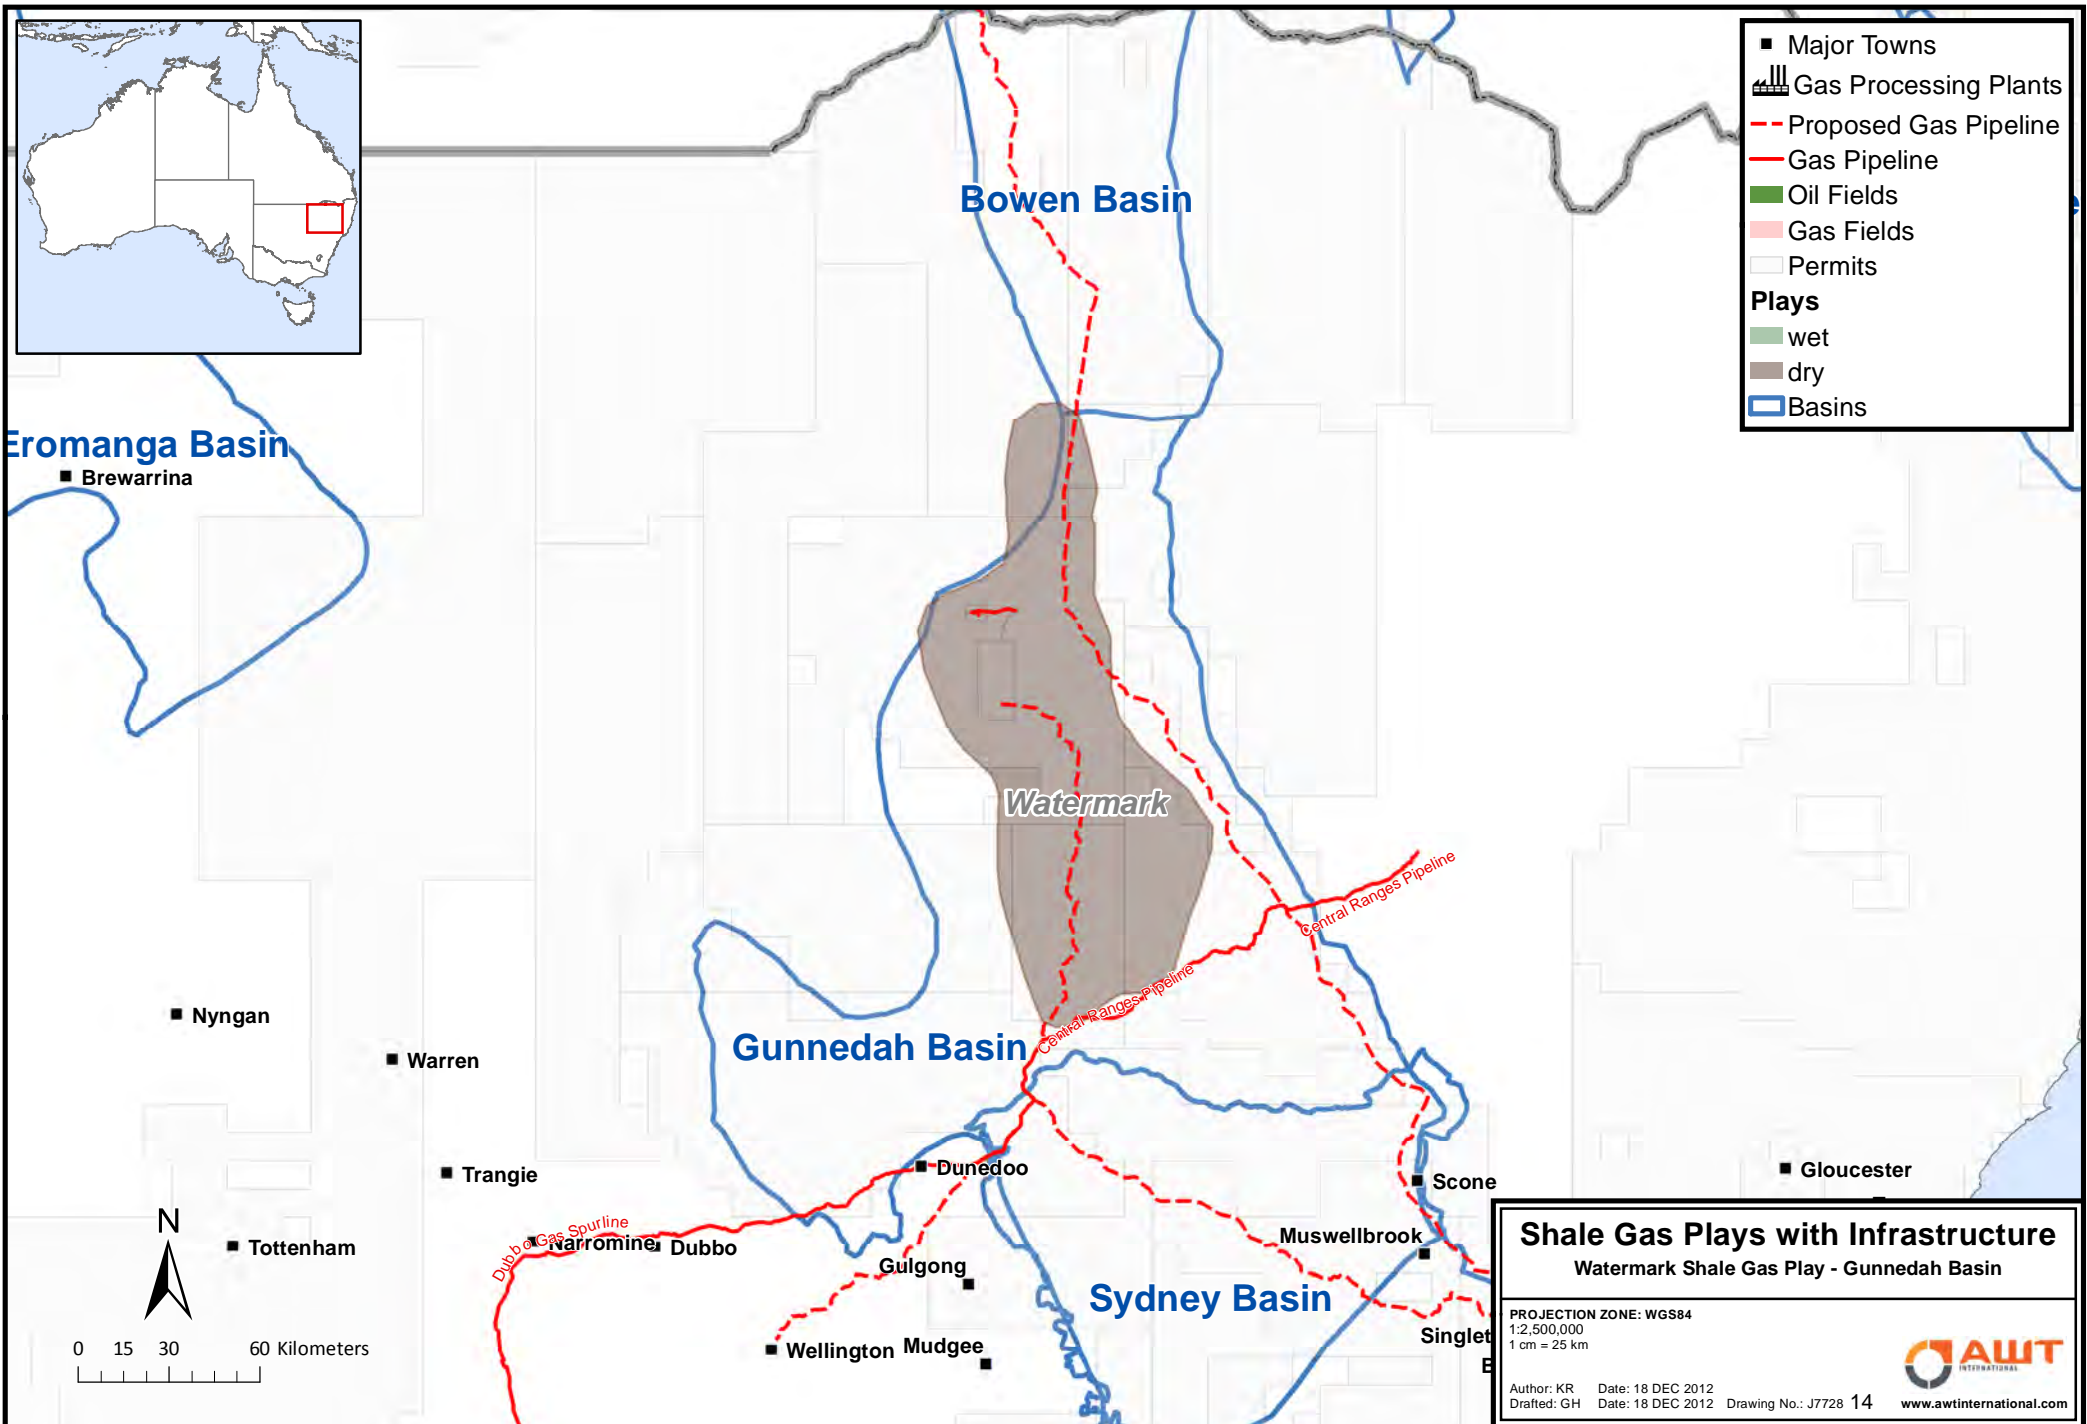 Major Towns
Gas Processing Plants
Proposed Gas Pipeline
Gas Pipeline
Oil Fields
Gas Fields
Permits
Plays
wet
dry
Basins
Bowen Basin
Eromanga Basin
Brewarrina
Watermark
Central Ranges Pipeline
Central Ranges Pipeline
Nyngan
Gunnedah Basin
Warren
Trangie
Dunedoo
Scone
Gloucester
Dubbo Gas Spurline
Narromine
Dubbo
Tottenham
Muswellbrook
Gulgong
Sydney Basin
Wellington
Mudgee
Singlet
N
0 15 30 60 Kilometers
Shale Gas Plays with Infrastructure
Watermark Shale Gas Play - Gunnedah Basin
PROJECTION ZONE: WGS84
1:2,500,000
1 cm = 25 km
Author: KR Date: 18 DEC 2012
Drafted: GH Date: 18 DEC 2012 Drawing No.: J7728 14
AWT
INTERNATIONAL
www.awtinternational.com